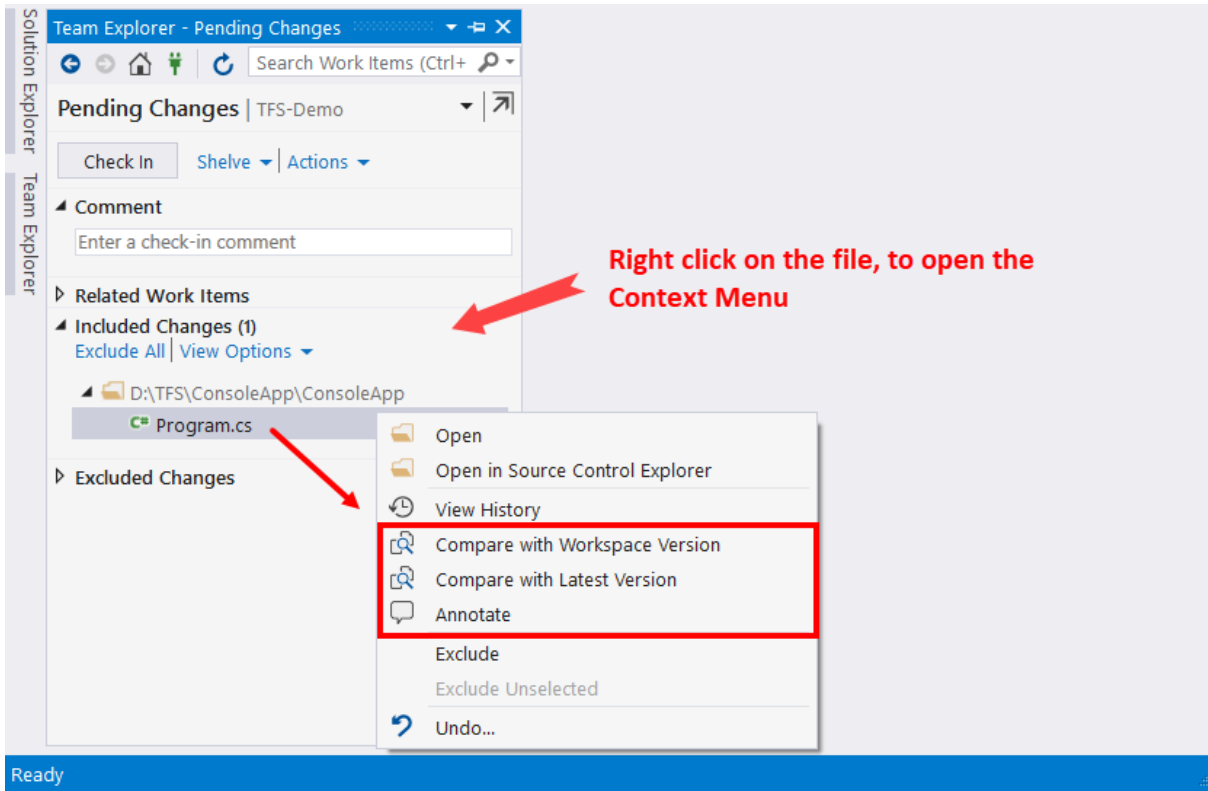 Solution Explorer
Team Explorer
Team Explorer - Pending Changes
Search Work Items (Ctrl+
Pending Changes | TFS-Demo
Check In
Shelve
Actions
Comment
Enter a check-in comment
Right click on the file, to open the
Context Menu
Related Work Items
Included Changes (1)
Exclude All
View Options
D:\TFS\ConsoleApp\ConsoleApp
C# Program.cs
Excluded Changes
Open
Open in Source Control Explorer
View History
Compare with Workspace Version
Compare with Latest Version
Annotate
Exclude
Exclude Unselected
Undo...
Ready